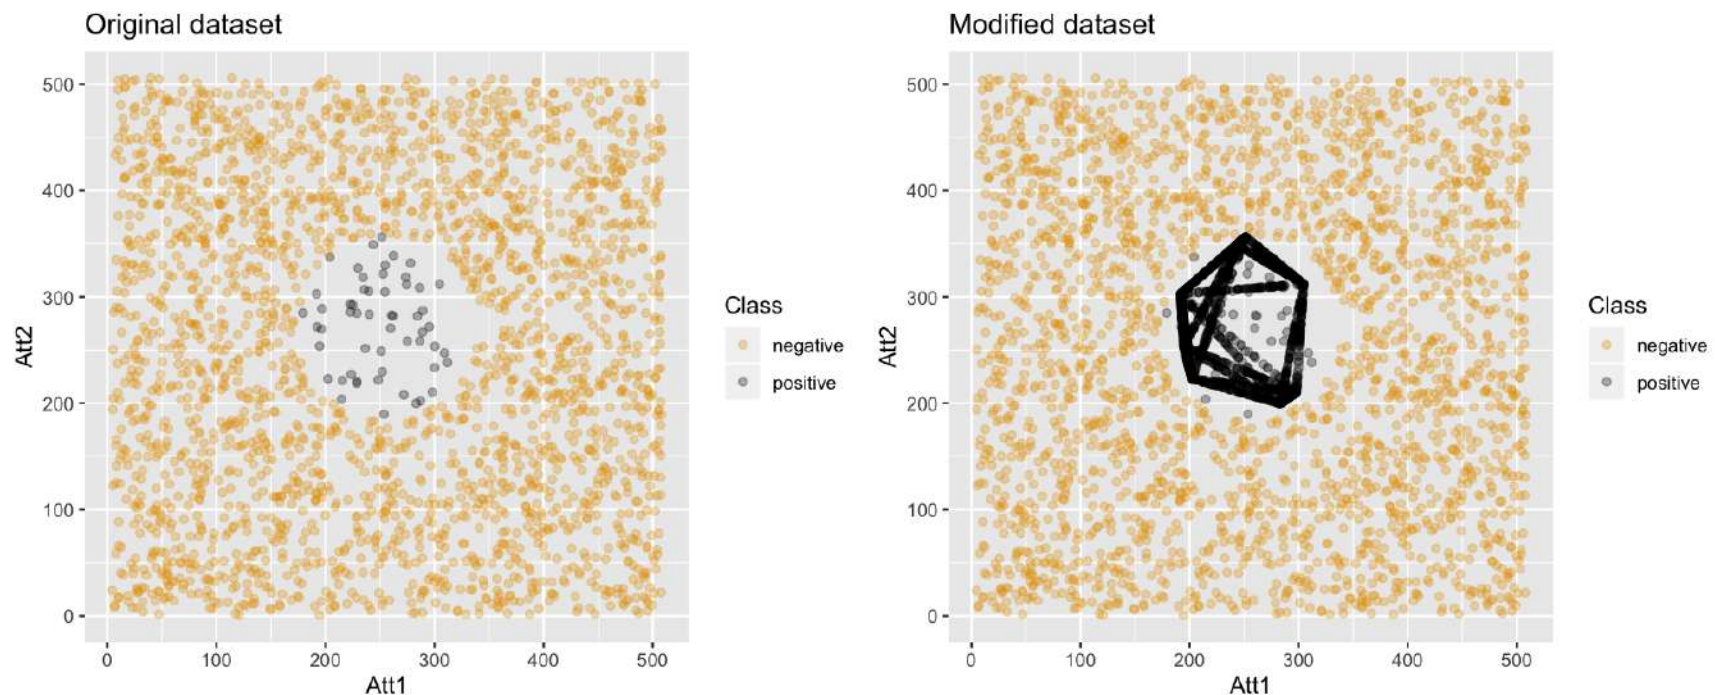 Original dataset
500
400
300
200
100
0
Att2
0 100 200 300 400 500
Att1
Class
negative
positive
Modified dataset
500
400
300
200
100
0
Att2
0 100 200 300 400 500
Att1
Class
negative
positive